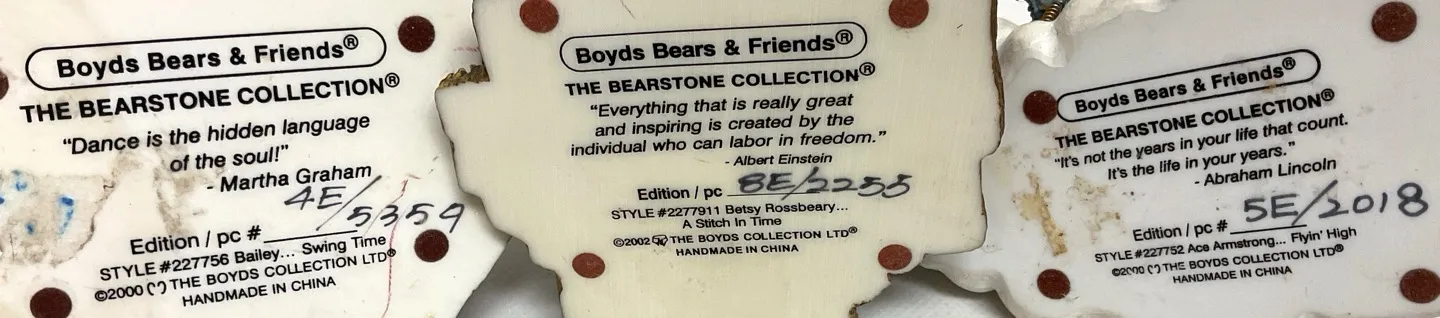 Boyds Bears & Friends®
THE BEARSTONE COLLECTION®
“Dance is the hidden language
of the soul!”
- Martha Graham
4E/5359
Edition / pc #
STYLE #227756 Bailey... Swing Time
©2000 THE BOYDS COLLECTION LTD®
HANDMADE IN CHINA
Boyds Bears & Friends®
THE BEARSTONE COLLECTION®
“Everything that is really great
and inspiring is created by the
individual who can labor in freedom.”
- Albert Einstein
Edition / pc 8E/2255
STYLE #2277911 Betsy Rossbeary...
A Stitch In Time
©2002 THE BOYDS COLLECTION LTD®
HANDMADE IN CHINA
Boyds Bears & Friends®
THE BEARSTONE COLLECTION®
“It's not the years in your life that count.
It's the life in your years.”
- Abraham Lincoln
Edition / pc # 5E/2018
STYLE #227752 Ace Armstrong... Flyin' High
©2000 THE BOYDS COLLECTION LTD®
HANDMADE IN CHINA